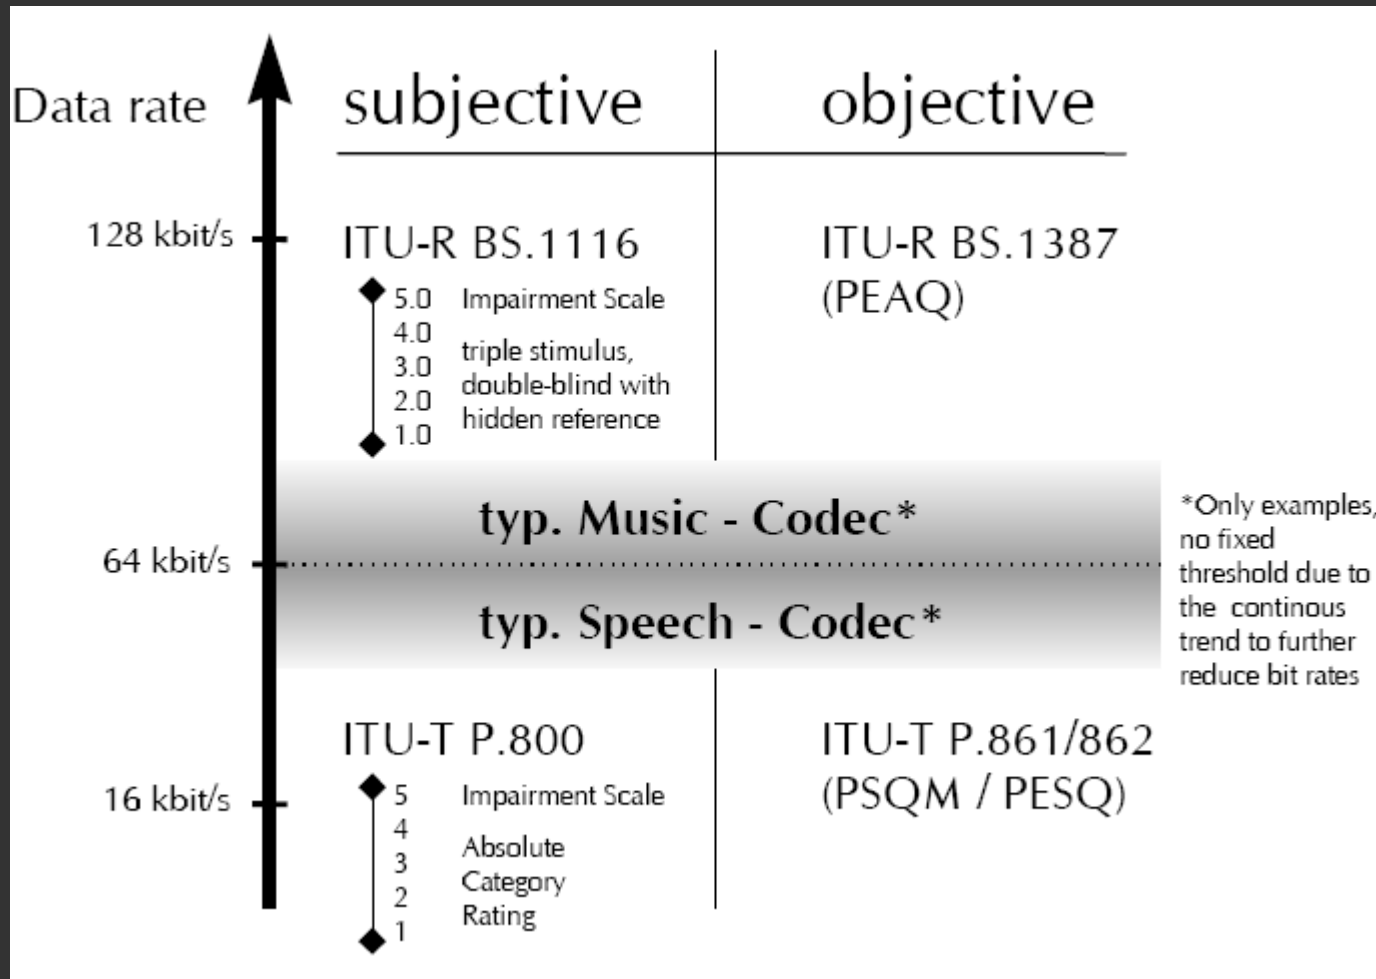 Data rate
subjective
objective
128 kbit/s
ITU-R BS.1116
5.0
4.0
3.0
2.0
1.0
Impairment Scale
triple stimulus,
double-blind with
hidden reference
ITU-R BS.1387
(PEAQ)
typ. Music - Codec*
64 kbit/s
typ. Speech - Codec*
*Only examples,
no fixed
threshold due to
the continous
trend to further
reduce bit rates
16 kbit/s
ITU-T P.800
5
4
3
2
1
Impairment Scale
Absolute
Category
Rating
ITU-T P.861/862
(PSQM / PESQ)